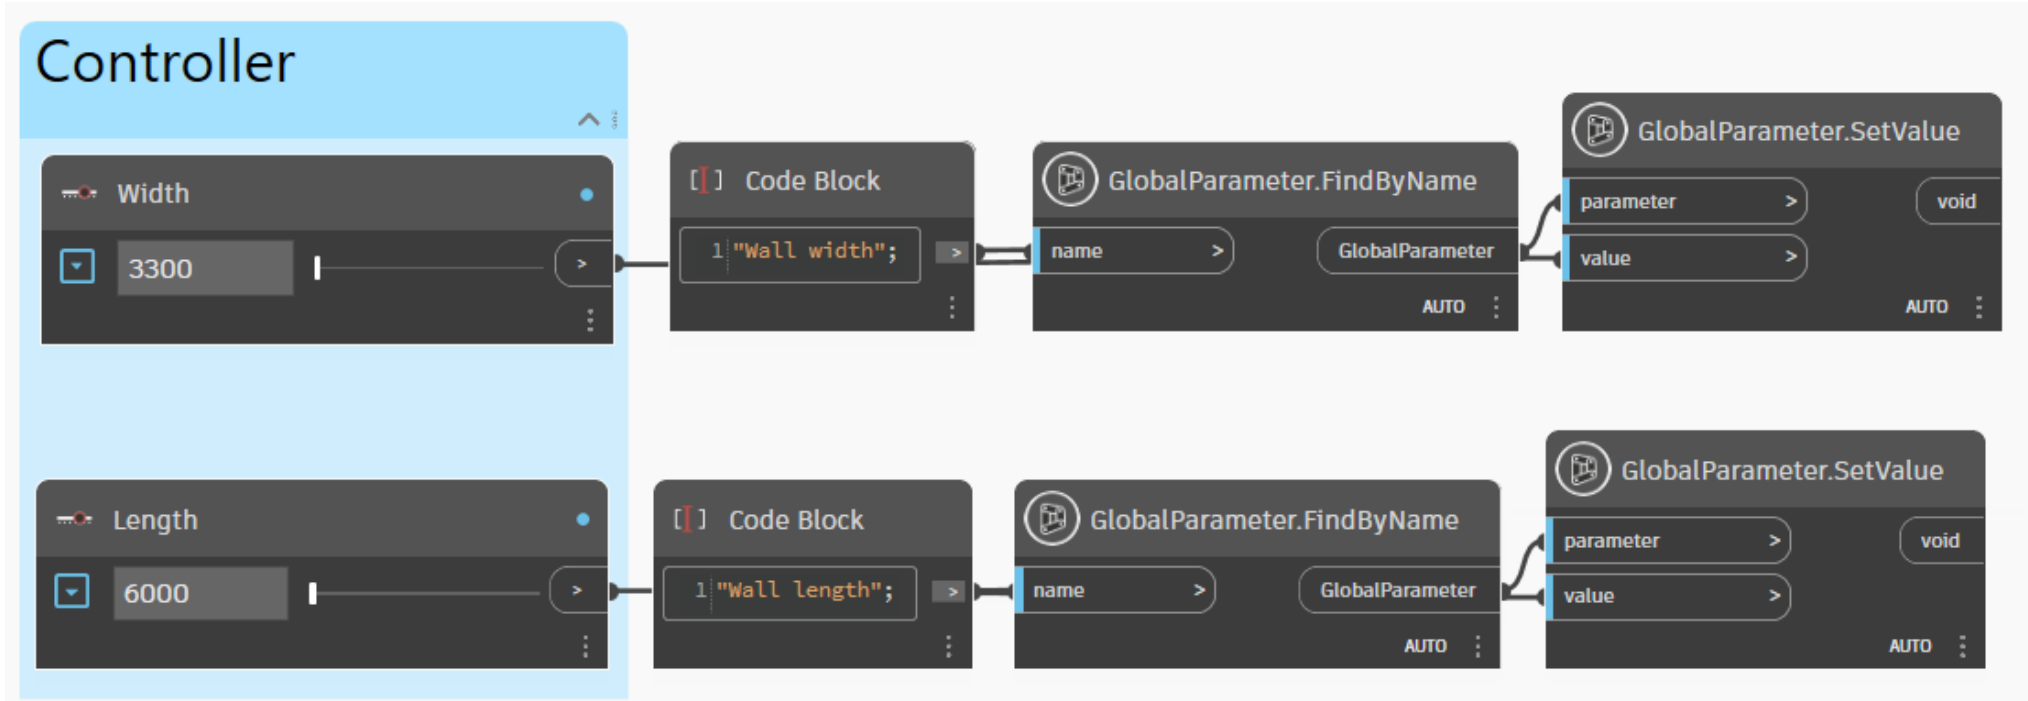 Controller
Width
3300
>
Code Block
1 "Wall width";
>
GlobalParameter.FindByName
name >
GlobalParameter
AUTO
GlobalParameter.SetValue
parameter >
void
value >
AUTO
Length
6000
>
Code Block
1 "Wall length";
>
GlobalParameter.FindByName
name >
GlobalParameter
AUTO
GlobalParameter.SetValue
parameter >
void
value >
AUTO